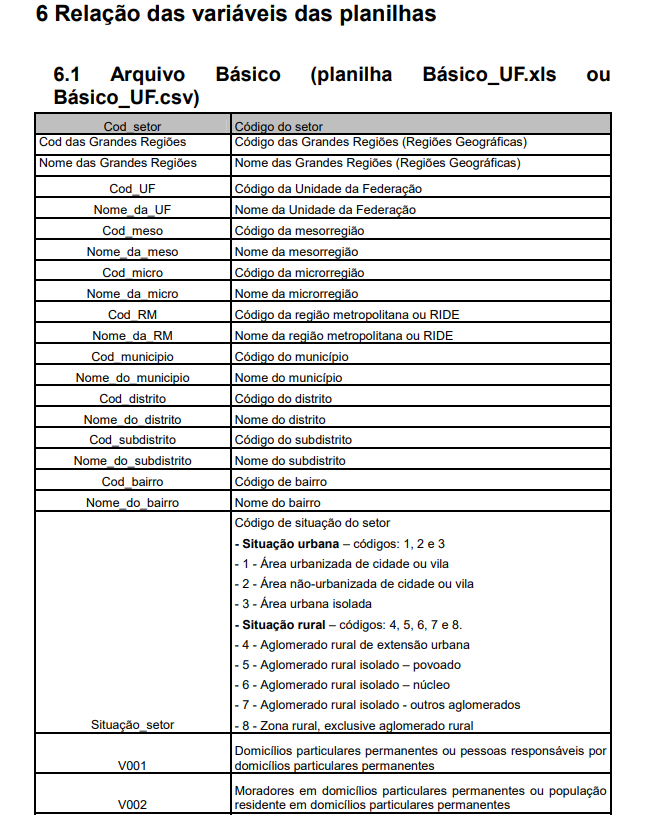 6 Relação das variáveis das planilhas
6.1 Arquivo Básico (planilha Básico_UF.xls ou
Básico_UF.csv)
Cod_setor Código do setor
Cod das Grandes Regiões Código das Grandes Regiões (Regiões Geográficas)
Nome das Grandes Regiões Nome das Grandes Regiões (Regiões Geográficas)
Cod_UF Código da Unidade da Federação
Nome_da_UF Nome da Unidade da Federação
Cod_meso Código da mesorregião
Nome_da_meso Nome da mesorregião
Cod_micro Código da microrregião
Nome_da_micro Nome da microrregião
Cod_RM Código da região metropolitana ou RIDE
Nome_da_RM Nome da região metropolitana ou RIDE
Cod_municipio Código do município
Nome_do_municipio Nome do município
Cod_distrito Código do distrito
Nome_do_distrito Nome do distrito
Cod_subdistrito Código do subdistrito
Nome_do_subdistrito Nome do subdistrito
Cod_bairro Código de bairro
Nome_do_bairro Nome do bairro
Código de situação do setor
- Situação urbana – códigos: 1, 2 e 3
- 1 - Área urbanizada de cidade ou vila
- 2 - Área não-urbanizada de cidade ou vila
- 3 - Área urbana isolada
- Situação rural – códigos: 4, 5, 6, 7 e 8.
- 4 - Aglomerado rural de extensão urbana
- 5 - Aglomerado rural isolado – povoado
- 6 - Aglomerado rural isolado – núcleo
- 7 - Aglomerado rural isolado - outros aglomerados
Situação_setor - 8 - Zona rural, exclusive aglomerado rural
Domicílios particulares permanentes ou pessoas responsáveis por
V001 domicílios particulares permanentes
Moradores em domicílios particulares permanentes ou população
V002 residente em domicílios particulares permanentes